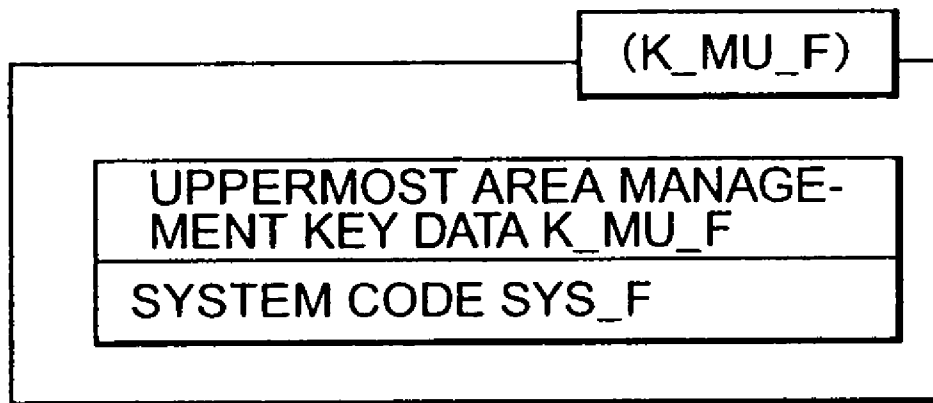 (K_MU_F)
UPPERMOST AREA MANAGE-
MENT KEY DATA K_MU_F
SYSTEM CODE SYS_F